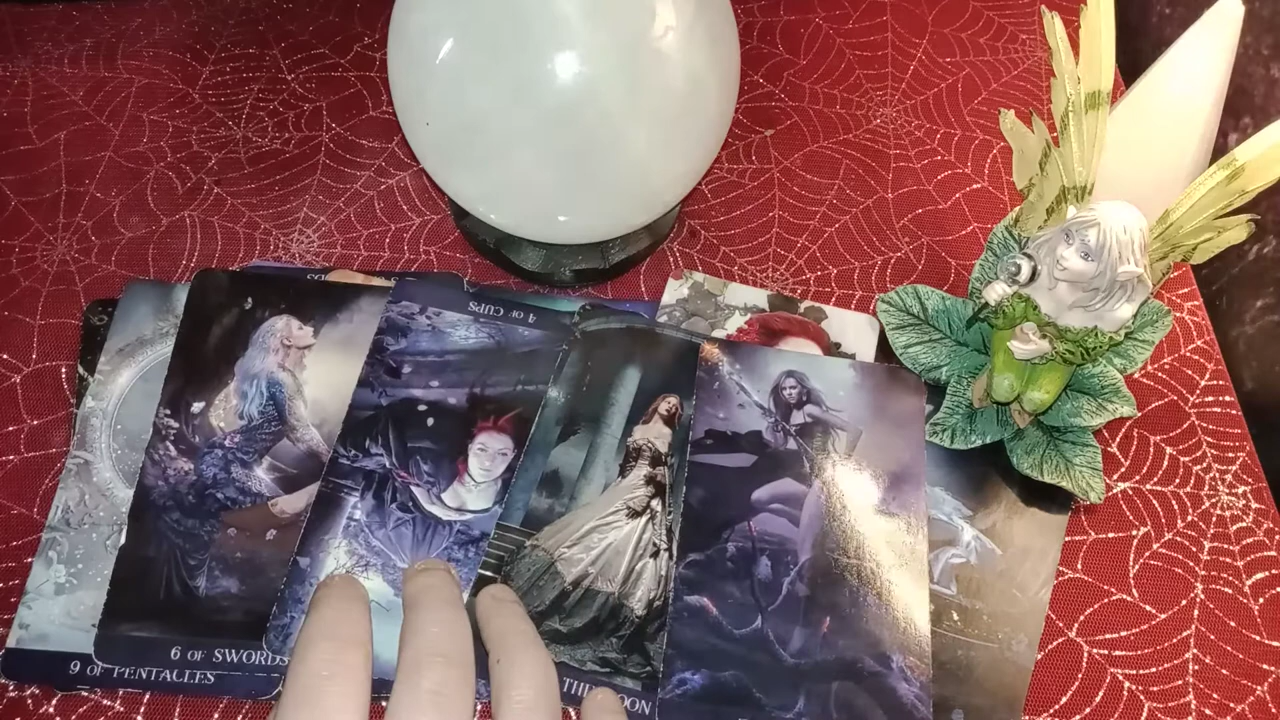 4 OF CUPS
6 OF SWORDS
9 OF PENTACLES
THE MOON